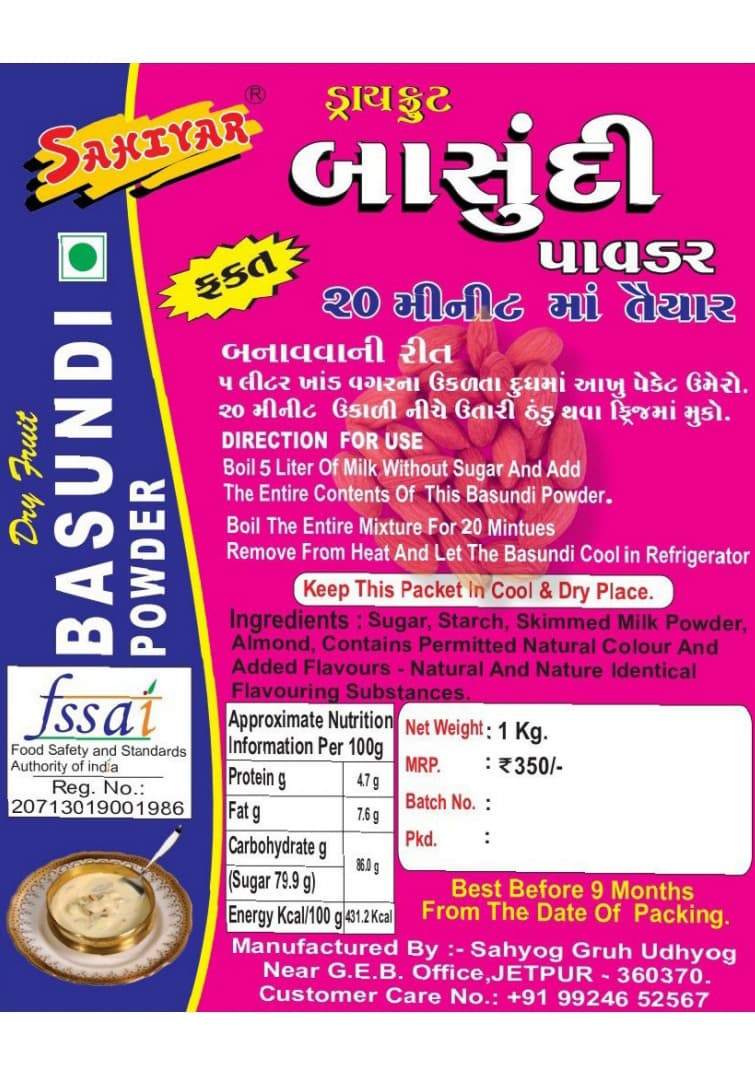 SAHIYAR®
ડ્રાયફ્રુટ
બાસુંદી
પાવડર
ફક્ત
૨૦ મીનીટ માં તૈયાર
Dry Fruit
BASUNDI
POWDER
બનાવવાની રીત
૫ લીટર ખાંડ વગરના ઉકળતા દુધમાં આખુ પેકેટ ઉમેરો.
૨૦ મીનીટ ઉકાળી નીચે ઉતારી ઠંડુ થવા ફ્રિજમાં મુકો.
DIRECTION FOR USE
Boil 5 Liter Of Milk Without Sugar And Add
The Entire Contents Of This Basundi Powder.
Boil The Entire Mixture For 20 Mintues
Remove From Heat And Let The Basundi Cool in Refrigerator
Keep This Packet In Cool & Dry Place.
Ingredients : Sugar, Starch, Skimmed Milk Powder,
Almond, Contains Permitted Natural Colour And
Added Flavours - Natural And Nature Identical
Flavouring Substances.
fssai
Food Safety and Standards
Authority of india
Reg. No.:
20713019001986
Approximate Nutrition
Information Per 100g
Protein g 4.7 g
Fat g 7.6 g
Carbohydrate g 86.0 g
(Sugar 79.9 g)
Energy Kcal/100 g 431.2 Kcal
Net Weight : 1 Kg.
MRP. : ₹350/-
Batch No. :
Pkd. :
Best Before 9 Months
From The Date Of Packing.
Manufactured By :- Sahyog Gruh Udhyog
Near G.E.B. Office,JETPUR - 360370.
Customer Care No.: +91 99246 52567